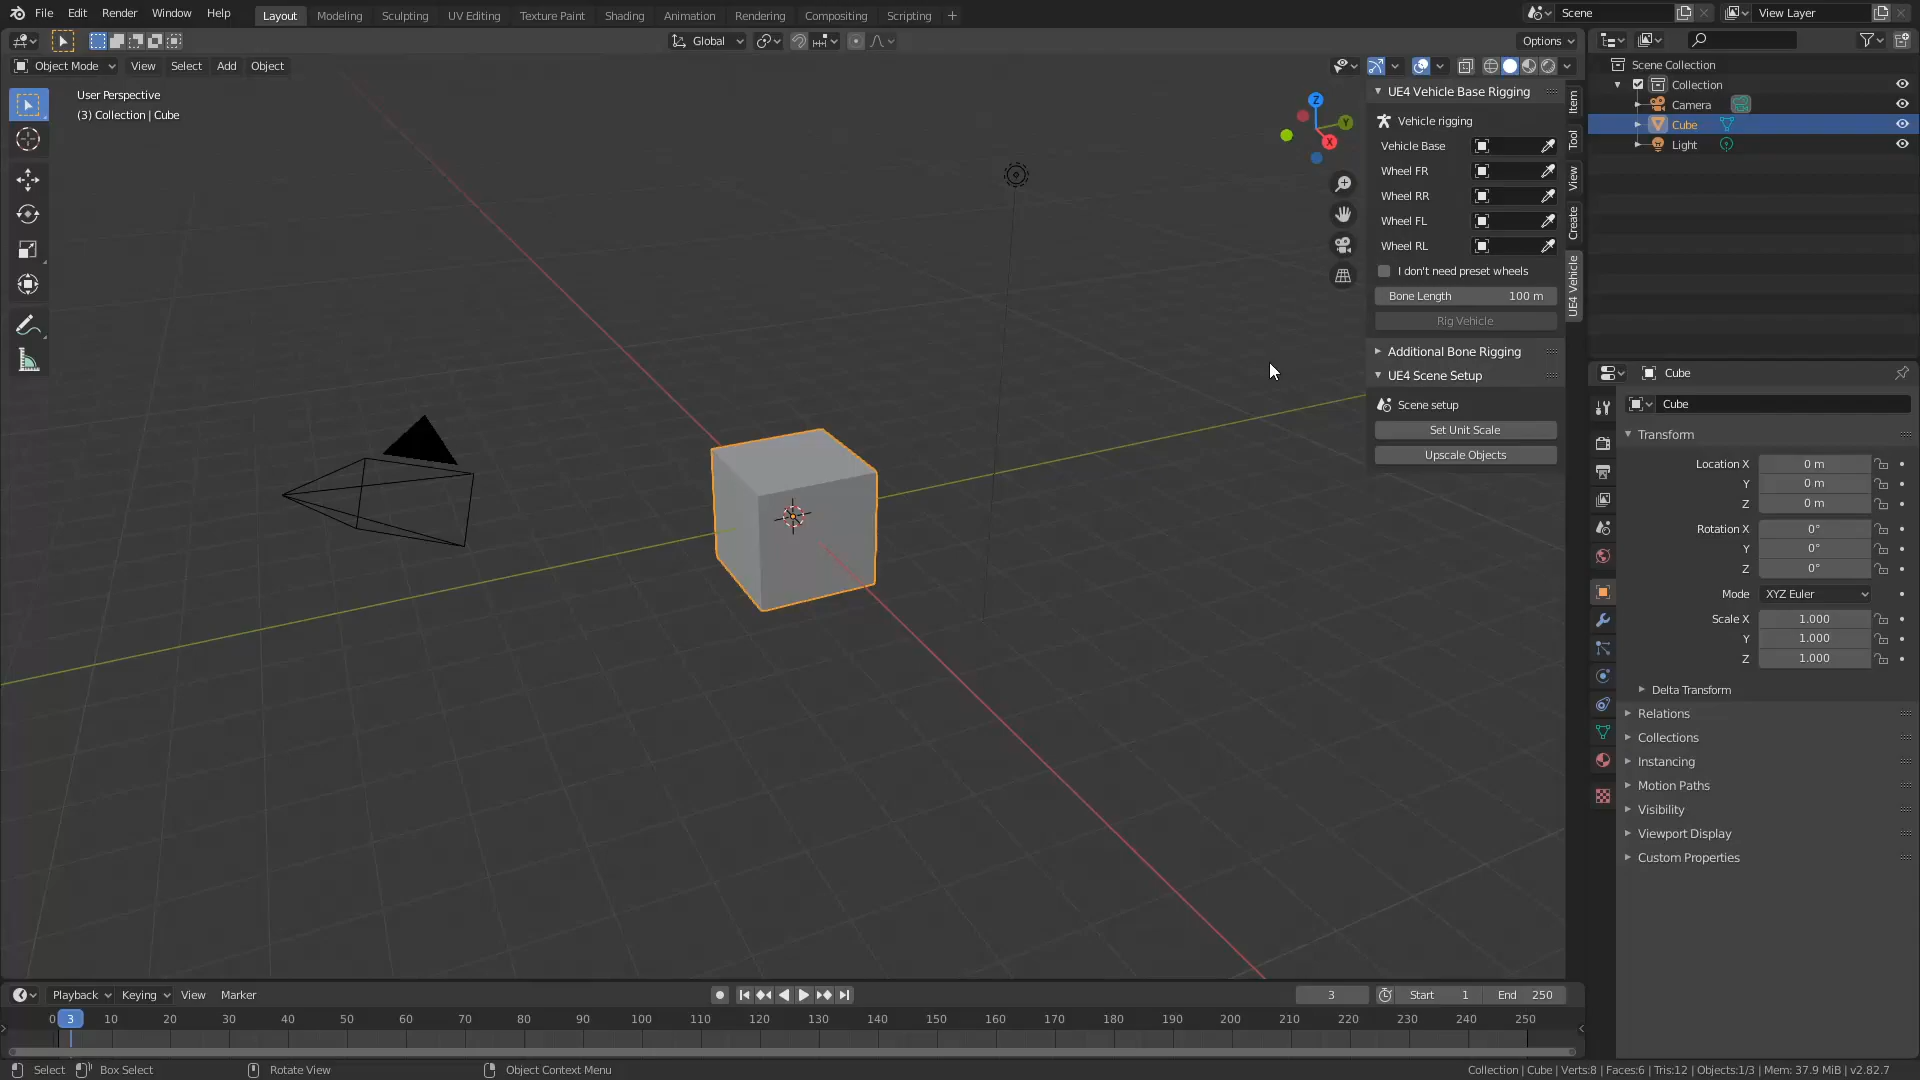 File Edit Render Window Help Layout Modeling Sculpting UV Editing Texture Paint Shading Animation Rendering Compositing Scripting + Scene View Layer
Global Options
Object Mode View Select Add Object
User Perspective
(3) Collection | Cube
Z
Y
X
UE4 Vehicle Base Rigging
Vehicle rigging
Vehicle Base
Wheel FR
Wheel RR
Wheel FL
Wheel RL
I don't need preset wheels
Bone Length 100 m
Rig Vehicle
Additional Bone Rigging
UE4 Scene Setup
Scene setup
Set Unit Scale
Upscale Objects
Item
Tool
View
Create
UE4 Vehicle
Scene Collection
Collection
Camera
Cube
Light
Cube
Cube
Transform
Location X 0 m
Y 0 m
Z 0 m
Rotation X 0°
Y 0°
Z 0°
Mode XYZ Euler
Scale X 1.000
Y 1.000
Z 1.000
Delta Transform
Relations
Collections
Instancing
Motion Paths
Visibility
Viewport Display
Custom Properties
Playback Keying View Marker 3 Start 1 End 250
0 3 10 20 30 40 50 60 70 80 90 100 110 120 130 140 150 160 170 180 190 200 210 220 230 240 250
Select Box Select Rotate View Object Context Menu Collection | Cube | Verts:8 | Faces:6 | Tris:12 | Objects:1/3 | Mem: 37.9 MiB | v2.82.7